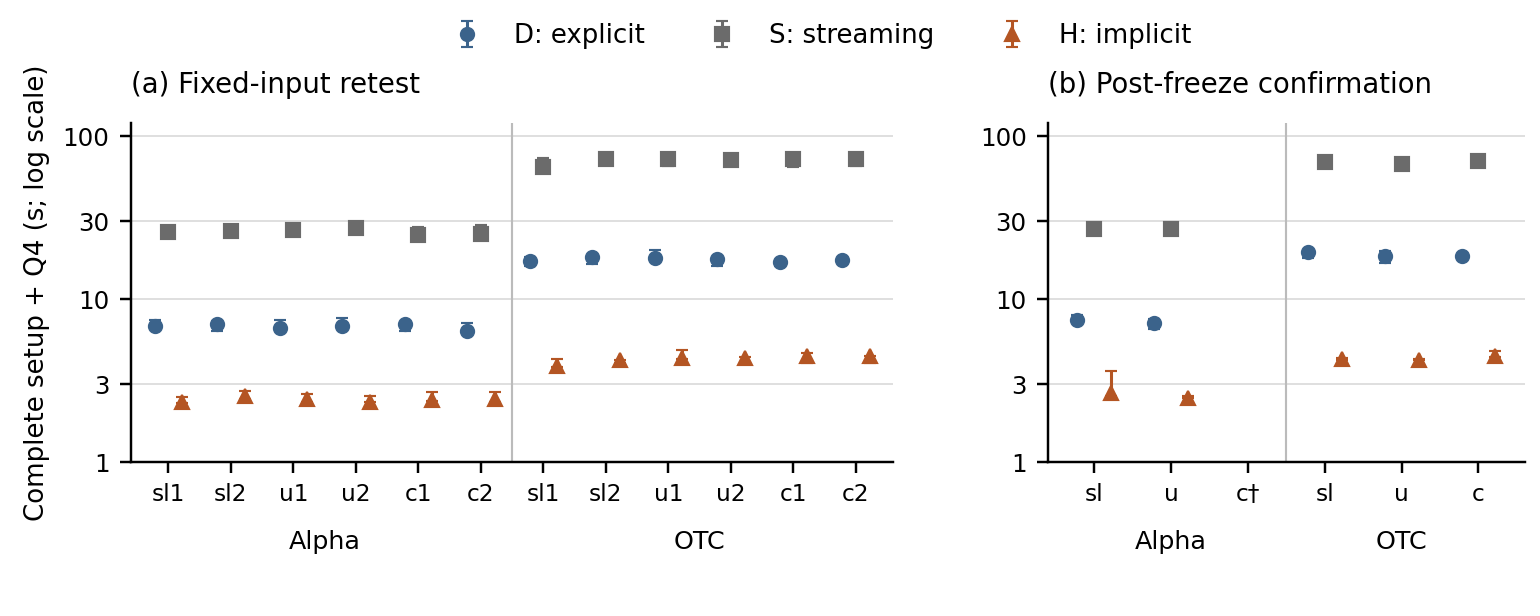 D: explicit S: streaming H: implicit
(a) Fixed-input retest
(b) Post-freeze confirmation
Complete setup + Q4 (s; log scale)
100
30
10
3
1
sl1 sl2 u1 u2 c1 c2 sl1 sl2 u1 u2 c1 c2
Alpha OTC
100
30
10
3
1
sl u c† sl u c
Alpha OTC